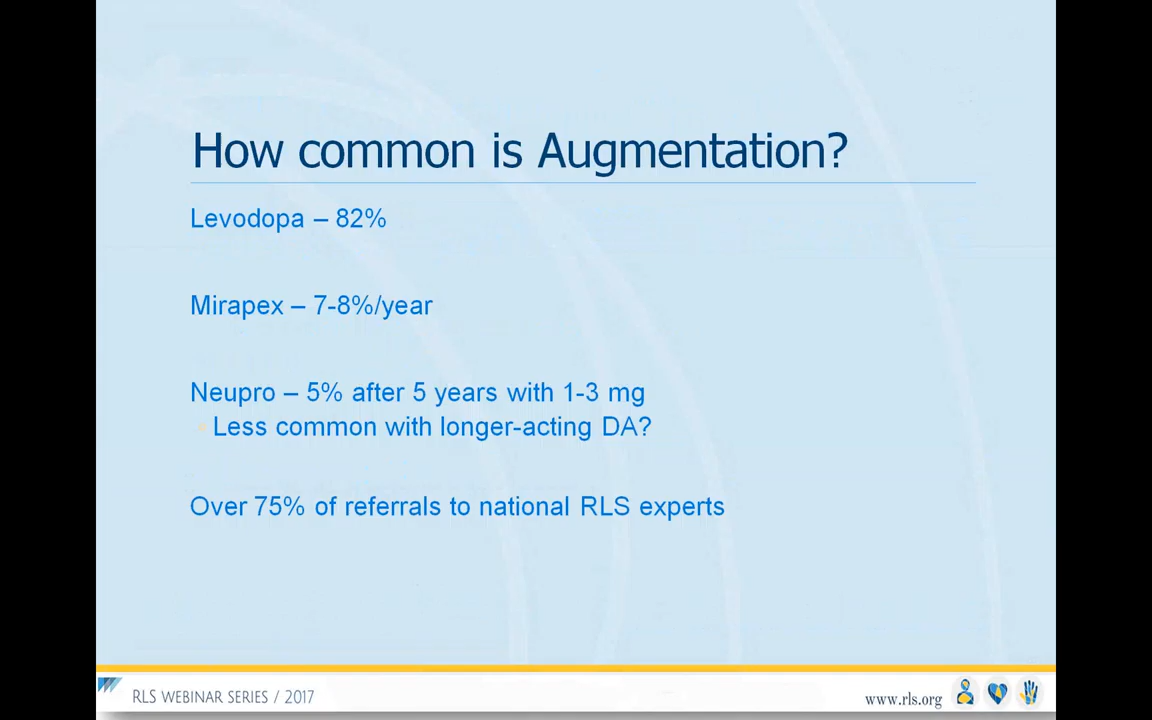 How common is Augmentation?
Levodopa – 82%
Mirapex – 7-8%/year
Neupro – 5% after 5 years with 1-3 mg
Less common with longer-acting DA?
Over 75% of referrals to national RLS experts
RLS WEBINAR SERIES / 2017
www.rls.org